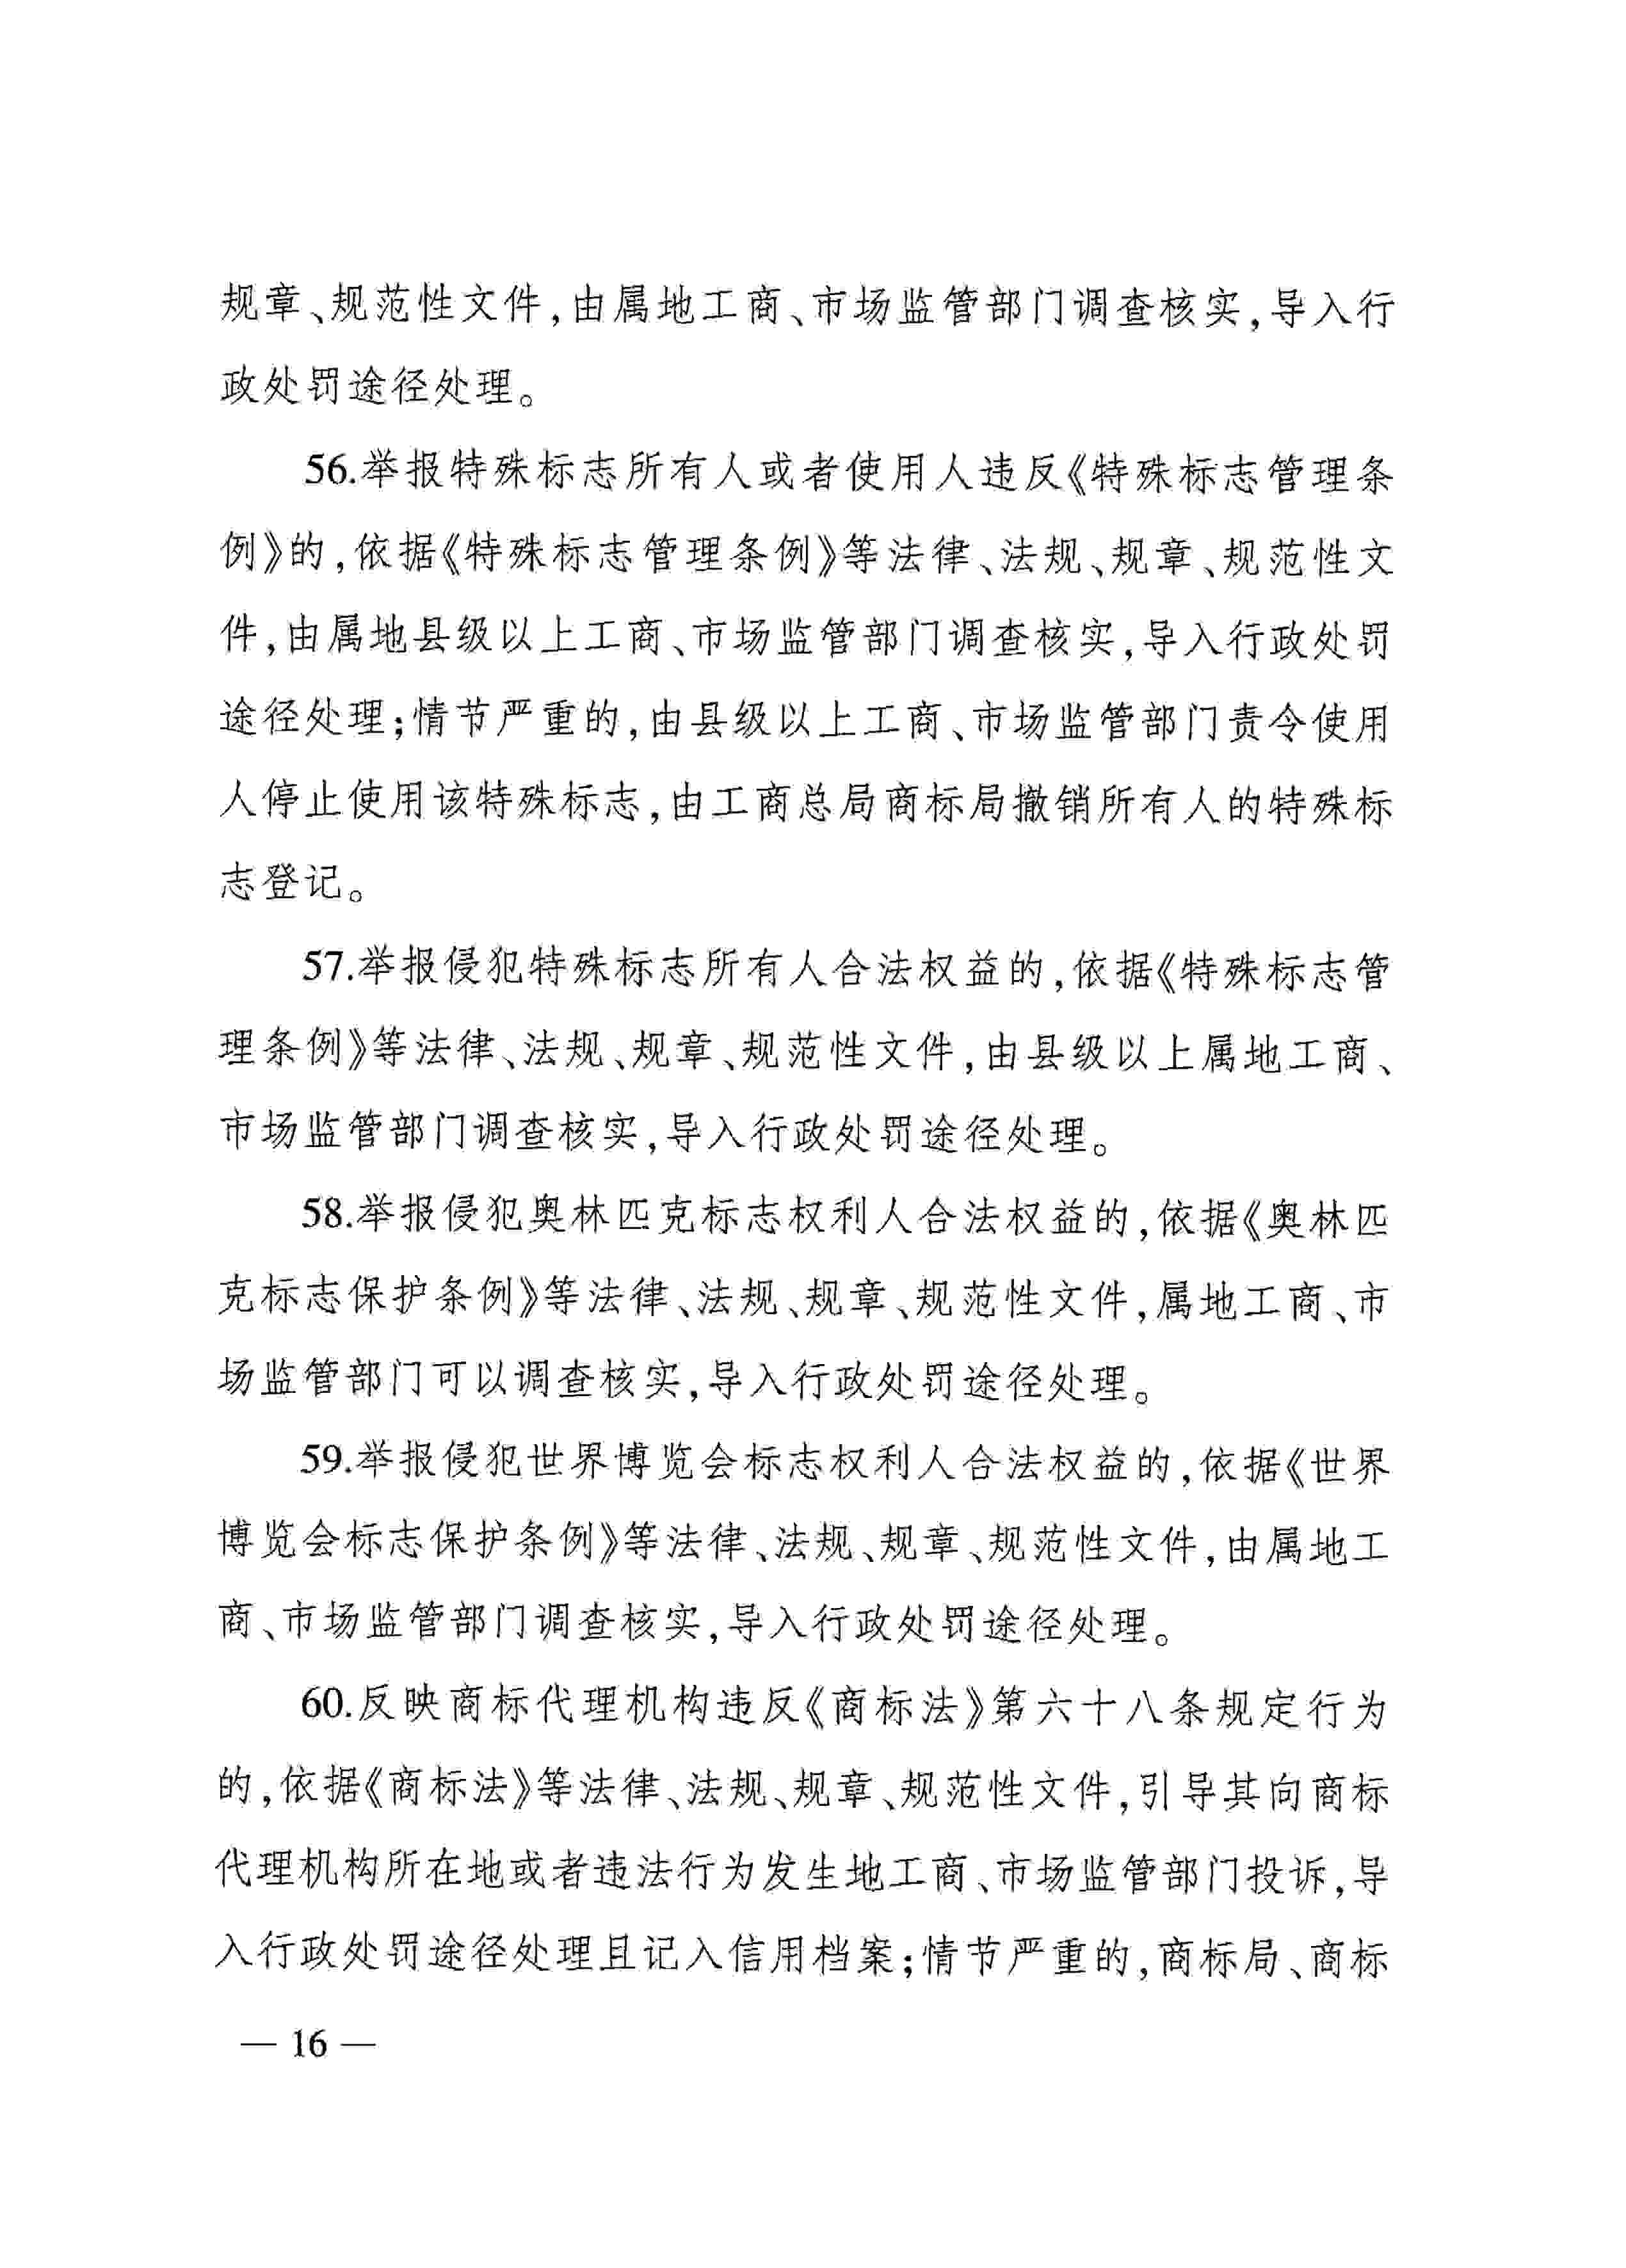 规章、规范性文件,由属地工商、市场监管部门调查核实,导入行
政处罚途径处理。
56.举报特殊标志所有人或者使用人违反《特殊标志管理条
例》的,依据《特殊标志管理条例》等法律、法规、规章、规范性文
件,由属地县级以上工商、市场监管部门调查核实,导入行政处罚
途径处理;情节严重的,由县级以上工商、市场监管部门责令使用
人停止使用该特殊标志,由工商总局商标局撤销所有人的特殊标
志登记。
57.举报侵犯特殊标志所有人合法权益的,依据《特殊标志管
理条例》等法律、法规、规章、规范性文件,由县级以上属地工商、
市场监管部门调查核实,导入行政处罚途径处理。
58.举报侵犯奥林匹克标志权利人合法权益的,依据《奥林匹
克标志保护条例》等法律、法规、规章、规范性文件,属地工商、市
场监管部门可以调查核实,导入行政处罚途径处理。
59.举报侵犯世界博览会标志权利人合法权益的,依据《世界
博览会标志保护条例》等法律、法规、规章、规范性文件,由属地工
商、市场监管部门调查核实,导入行政处罚途径处理。
60.反映商标代理机构违反《商标法》第六十八条规定行为
的,依据《商标法》等法律、法规、规章、规范性文件,引导其向商标
代理机构所在地或者违法行为发生地工商、市场监管部门投诉,导
入行政处罚途径处理且记入信用档案;情节严重的,商标局、商标
— 16 —